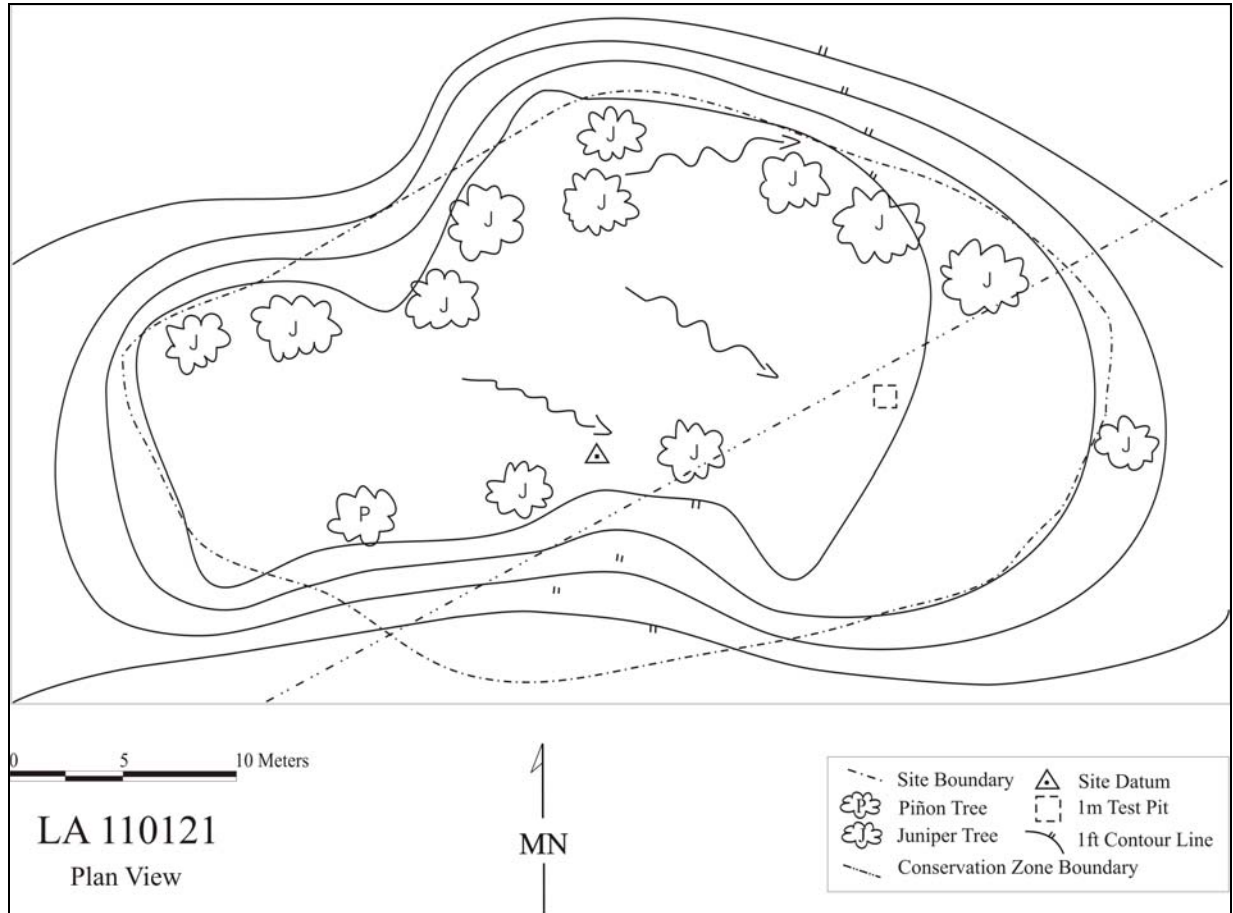 J
J
J
J
J
J
J
J
J
J
J
J
P
0 5 10 Meters
LA 110121
Plan View
MN
Site Boundary
P Piñon Tree
J Juniper Tree
Conservation Zone Boundary
Site Datum
1m Test Pit
1ft Contour Line